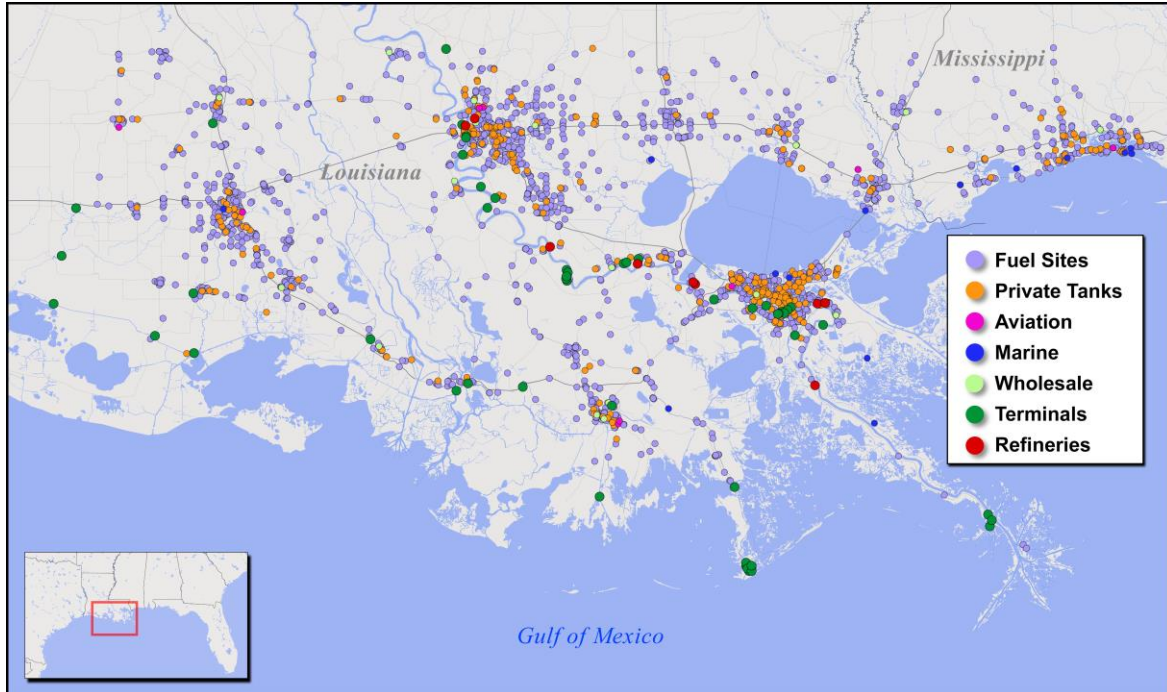 Mississippi
Louisiana
Fuel Sites
Private Tanks
Aviation
Marine
Wholesale
Terminals
Refineries
Gulf of Mexico